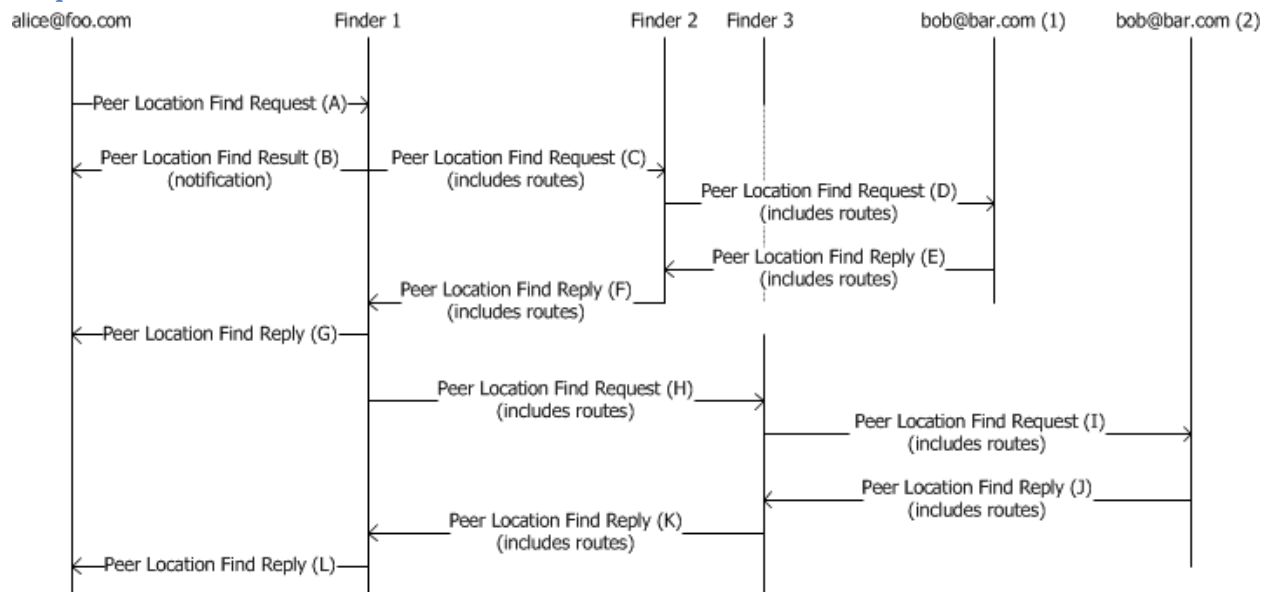 alice@foo.com Finder 1 Finder 2 Finder 3 bob@bar.com (1) bob@bar.com (2)
Peer Location Find Request (A)
Peer Location Find Result (B)
(notification)
Peer Location Find Request (C)
(includes routes)
Peer Location Find Request (D)
(includes routes)
Peer Location Find Reply (E)
(includes routes)
Peer Location Find Reply (F)
(includes routes)
Peer Location Find Reply (G)
Peer Location Find Request (H)
(includes routes)
Peer Location Find Request (I)
(includes routes)
Peer Location Find Reply (J)
(includes routes)
Peer Location Find Reply (K)
(includes routes)
Peer Location Find Reply (L)